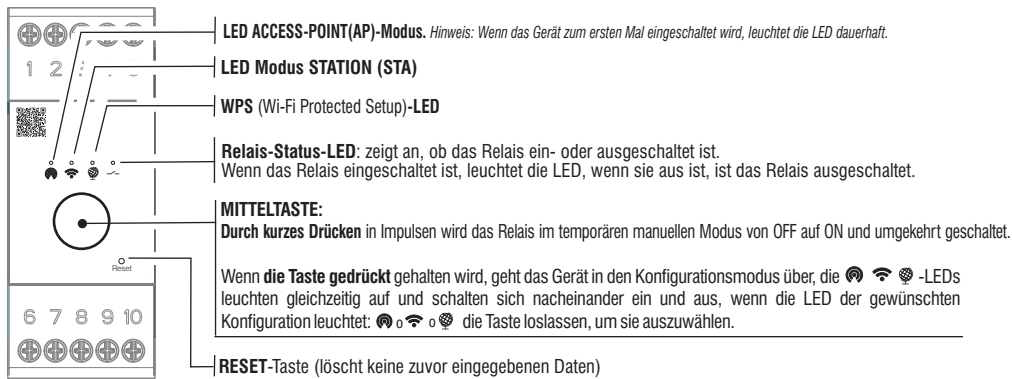 LED ACCESS-POINT(AP)-Modus. Hinweis: Wenn das Gerät zum ersten Mal eingeschaltet wird, leuchtet die LED dauerhaft.
1 2
LED Modus STATION (STA)
WPS (Wi-Fi Protected Setup)-LED
Relais-Status-LED: zeigt an, ob das Relais ein- oder ausgeschaltet ist.
Wenn das Relais eingeschaltet ist, leuchtet die LED, wenn sie aus ist, ist das Relais ausgeschaltet.
MITTELTASTE:
Durch kurzes Drücken in Impulsen wird das Relais im temporären manuellen Modus von OFF auf ON und umgekehrt geschaltet.
Reset
Wenn die Taste gedrückt gehalten wird, geht das Gerät in den Konfigurationsmodus über, die -LEDs
leuchten gleichzeitig auf und schalten sich nacheinander ein und aus, wenn die LED der gewünschten
Konfiguration leuchtet: o o die Taste loslassen, um sie auszuwählen.
6 7 8 9 10
RESET-Taste (löscht keine zuvor eingegebenen Daten)